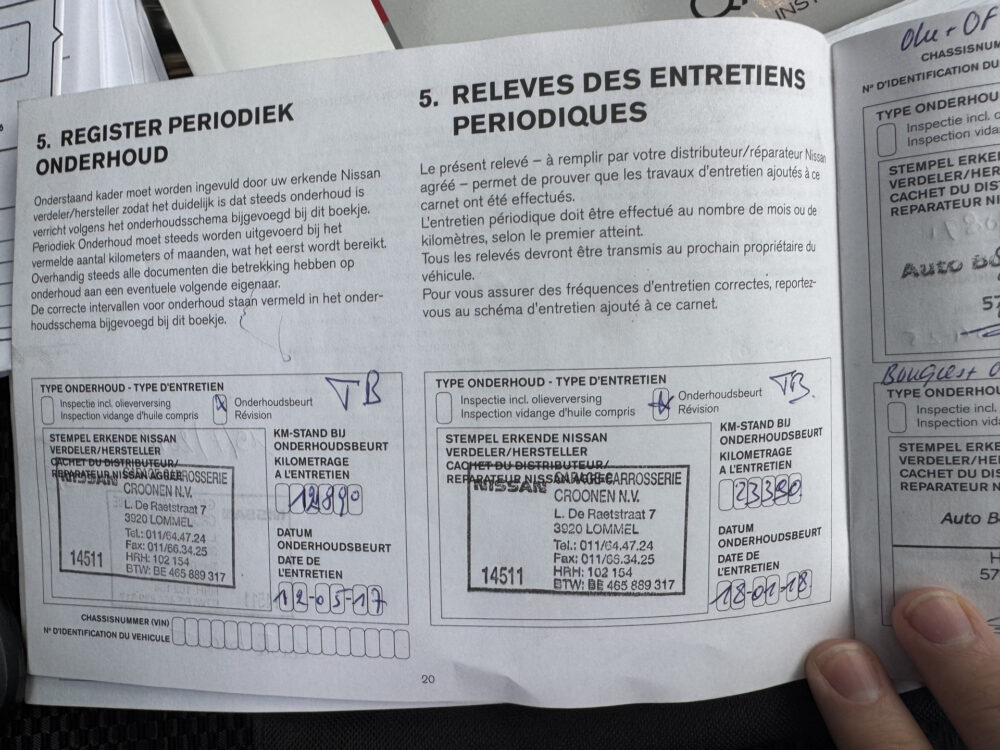 5. REGISTER PERIODIEK
ONDERHOUD
Onderstaand kader moet worden ingevuld door uw erkende Nissan
verdeler/hersteller zodat het duidelijk is dat steeds onderhoud is
verricht volgens het onderhoudsschema bijgevoegd bij dit boekje.
Periodiek Onderhoud moet steeds worden uitgevoerd bij het
vermelde aantal kilometers of maanden, wat het eerst wordt bereikt.
Overhandig steeds alle documenten die betrekking hebben op
onderhoud aan een eventuele volgende eigenaar.
De correcte intervallen voor onderhoud staan vermeld in het onder-
houdsschema bijgevoegd bij dit boekje.
TYPE ONDERHOUD - TYPE D'ENTRETIEN
TB
Inspectie incl. olieverversing
Inspection vidange d'huile compris
Onderhoudsbeurt
Révision
STEMPEL ERKENDE NISSAN
VERDELER/HERSTELLER
CACHET DU DISTRIBUTEUR/
REPARATEUR NISSAN AGREE
NISSAN GARAGE-CARROSSERIE
CROONEN N.V.
L. De Raetstraat 7
3920 LOMMEL
Tel.: 011/64.47.24
Fax: 011/66.34.25
HRH: 102 154
14511 BTW: BE 465 889 317
KM-STAND BIJ
ONDERHOUDSBEURT
KILOMETRAGE
A L'ENTRETIEN
12890
DATUM
ONDERHOUDSBEURT
DATE DE
L'ENTRETIEN
12-05-17
CHASSISNUMMER (VIN)
N° D'IDENTIFICATION DU VEHICULE
5. RELEVES DES ENTRETIENS
PERIODIQUES
Le présent relevé – à remplir par votre distributeur/réparateur Nissan
agréé – permet de prouver que les travaux d'entretien ajoutés à ce
carnet ont été effectués.
L'entretien périodique doit être effectué au nombre de mois ou de
kilomètres, selon le premier atteint.
Tous les relevés devront être transmis au prochain propriétaire du
véhicule.
Pour vous assurer des fréquences d'entretien correctes, reportez-
vous au schéma d'entretien ajouté à ce carnet.
TYPE ONDERHOUD - TYPE D'ENTRETIEN
TB.
Inspectie incl. olieverversing
Inspection vidange d'huile compris
Onderhoudsbeurt
Révision
STEMPEL ERKENDE NISSAN
VERDELER/HERSTELLER
CACHET DU DISTRIBUTEUR/
REPARATEUR NISSAN AGREE
NISSAN GARAGE-CARROSSERIE
CROONEN N.V.
L. De Raetstraat 7
3920 LOMMEL
Tel.: 011/64.47.24
Fax: 011/66.34.25
HRH: 102 154
14511 BTW: BE 465 889 317
KM-STAND BIJ
ONDERHOUDSBEURT
KILOMETRAGE
A L'ENTRETIEN
23390
DATUM
ONDERHOUDSBEURT
DATE DE
L'ENTRETIEN
18-01-18
20
CHASSISNUM
N° D'IDENTIFICATION DU
TYPE ONDERHOU
Inspectie incl. o
Inspection vidan
STEMPEL ERKEN
VERDELER/HERS
CACHET DU DIS
REPARATEUR NI
Auto B
57
TYPE ONDERHOU
Inspectie incl.
Inspection vida
STEMPEL ERKE
VERDELER/HE
CACHET DU DI
REPARATEUR N
Auto B
H
57
INST